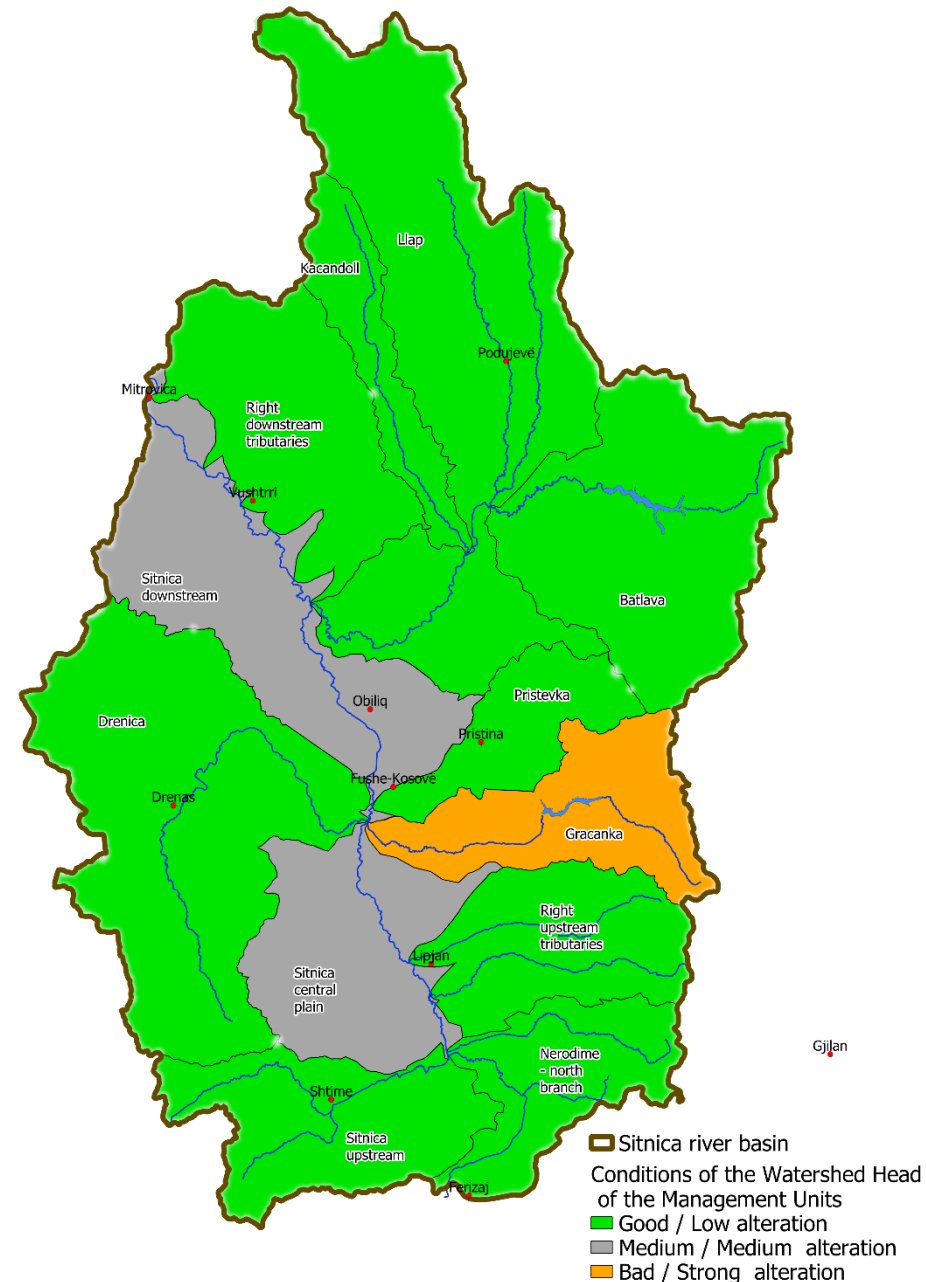 Llap
Kacandoll
Podujevë
Mitrovica
Right
downstream
tributaries
Vushtrri
Sitnica
downstream
Batlava
Pristevka
Obiliq
Drenica
Pristina
Fushe-Kosove
Drenas
Gracanka
Right
upstream
tributaries
Lipjan
Sitnica
central
plain
Gjilan
Nerodime
- north
branch
Shtime
Sitnica
upstream
Ferizaj
Sitnica river basin
Conditions of the Watershed Head
of the Management Units
Good / Low alteration
Medium / Medium alteration
Bad / Strong alteration